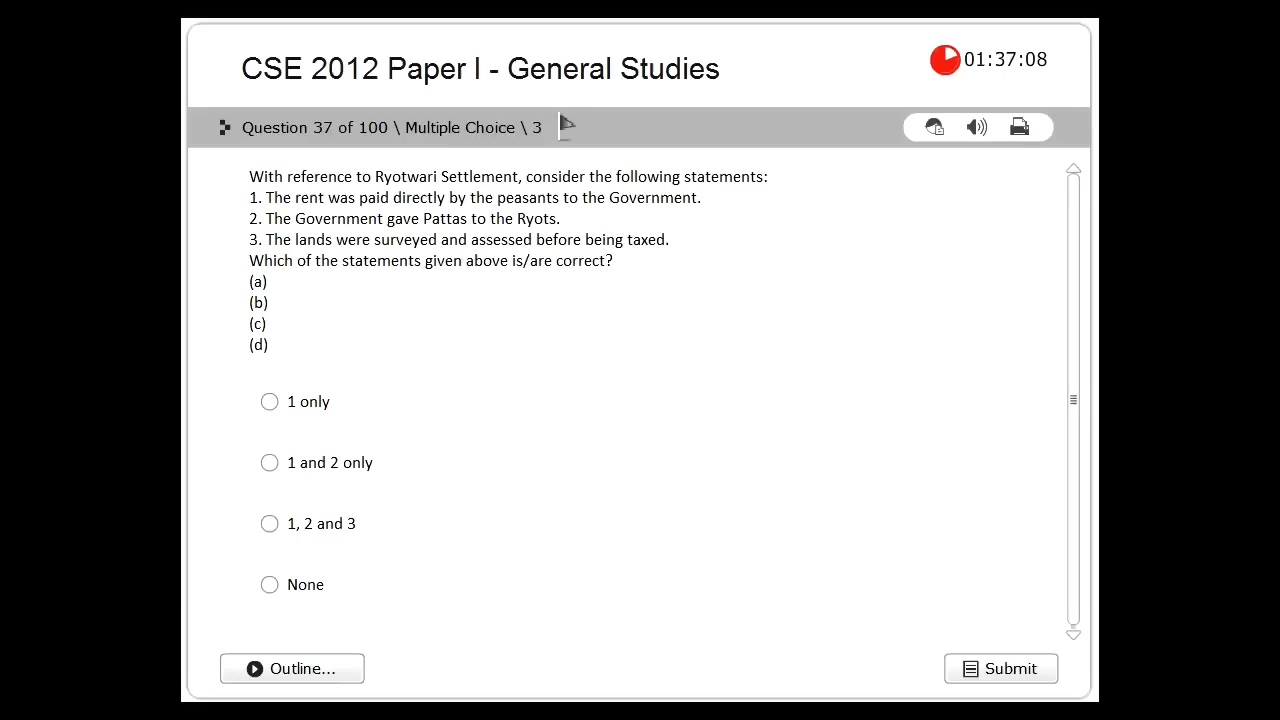 CSE 2012 Paper I - General Studies
01:37:08
Question 37 of 100 \ Multiple Choice \ 3
With reference to Ryotwari Settlement, consider the following statements:
1. The rent was paid directly by the peasants to the Government.
2. The Government gave Pattas to the Ryots.
3. The lands were surveyed and assessed before being taxed.
Which of the statements given above is/are correct?
(a)
(b)
(c)
(d)
1 only
1 and 2 only
1, 2 and 3
None
Outline...
Submit